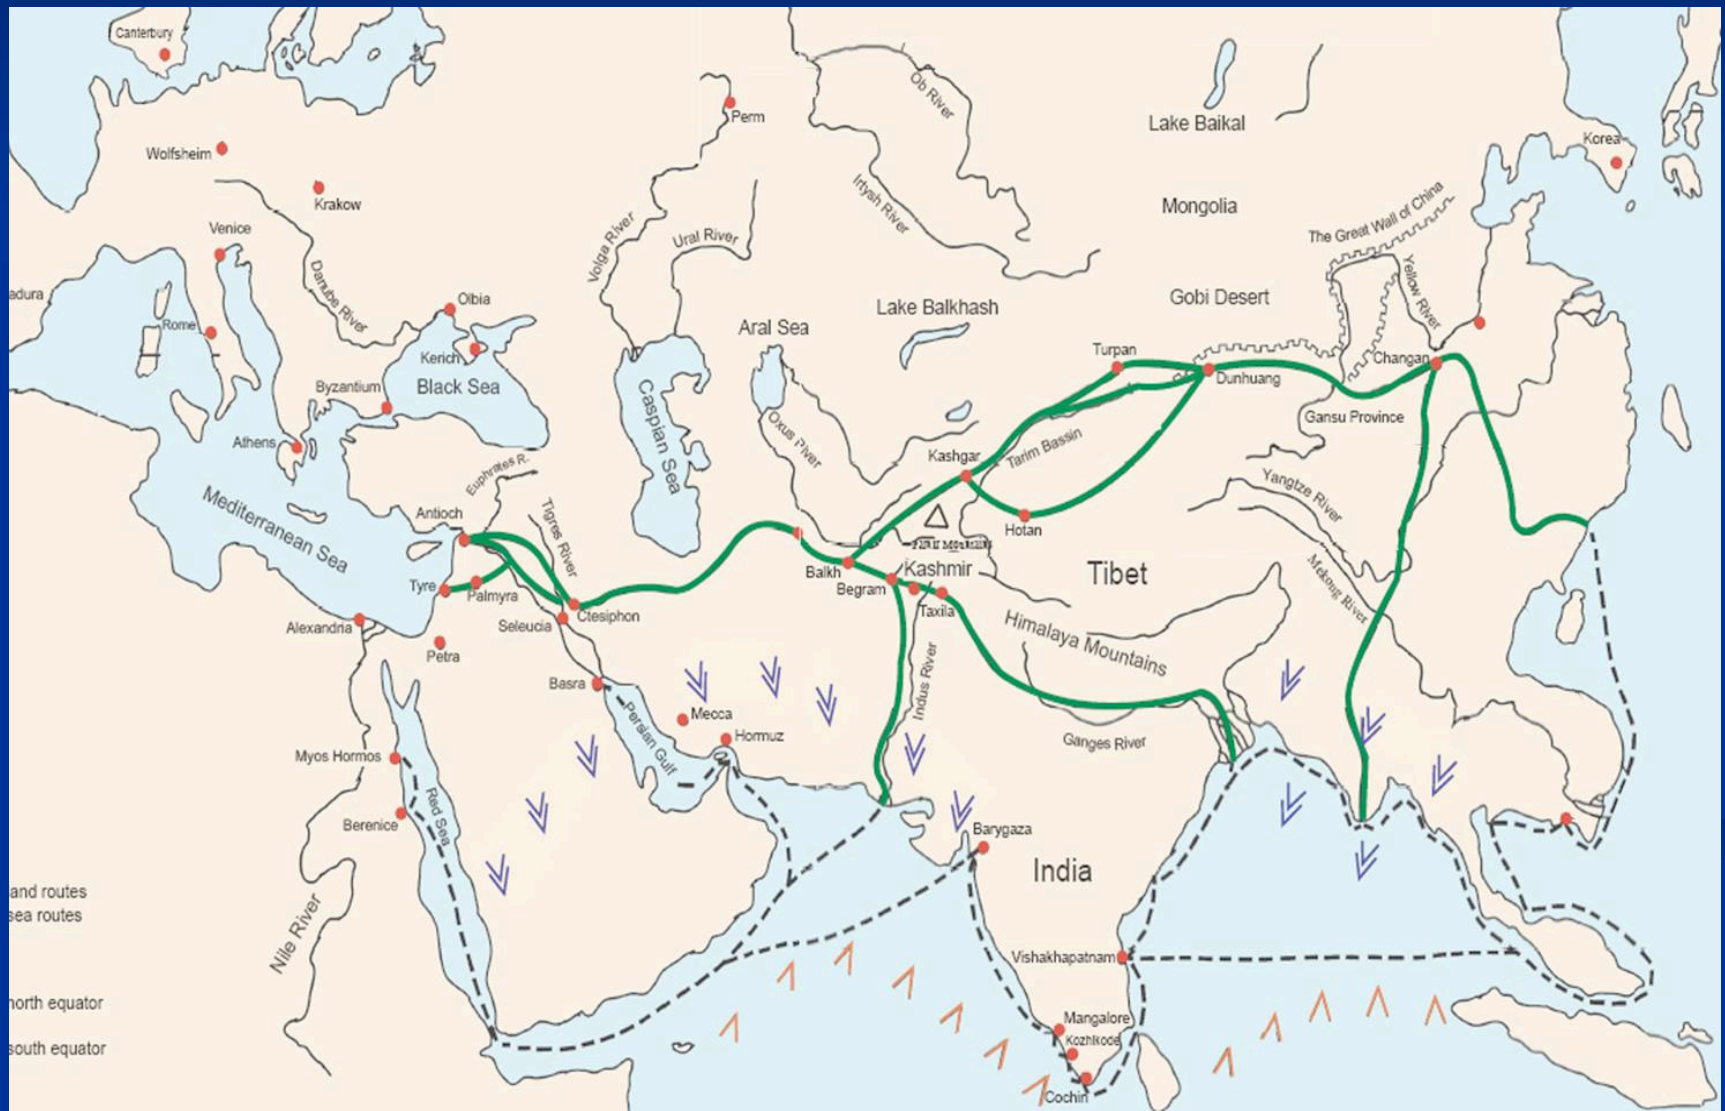 Canterbury
Perm
Ob River
Lake Baikal
Korea
Wolfsheim
Krakow
Irtysh River
Mongolia
The Great Wall of China
Venice
Volga River
Ural River
Danube River
adura
Olbia
Lake Balkhash
Gobi Desert
Yellow River
Rome
Aral Sea
Kerich
Turpan
Changan
Byzantium
Black Sea
Caspian Sea
Dunhuang
Gansu Province
Athens
Oxus River
Kashgar
Tarim Bassin
Euphrates R.
Yangtze River
Mediterranean Sea
Antioch
Tigres River
Hotan
Balkh
Kashmir
Tibet
Mekong River
Tyre
Palmyra
Begram
Taxila
Alexandria
Seleucia
Ctesiphon
Himalaya Mountains
Petra
Basra
Indus River
Mecca
Persian Gulf
Hormuz
Ganges River
Myos Hormos
Red Sea
Berenice
Barygaza
India
and routes
sea routes
Nile River
Vishakhapatnam
north equator
Mangalore
Kozhikode
south equator
Cochin